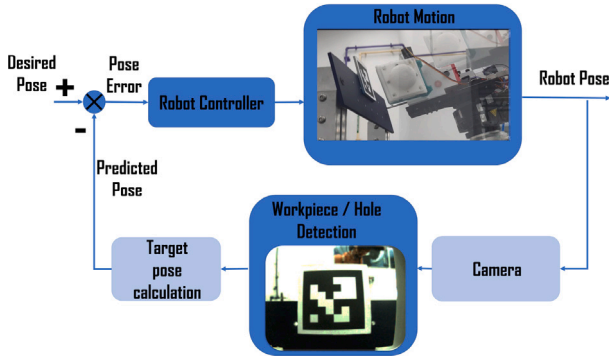 Robot Motion
Desired
Pose
+
-
Pose
Error
Robot Controller
Robot Pose
Predicted
Pose
Workpiece / Hole
Detection
Target
pose
calculation
Camera